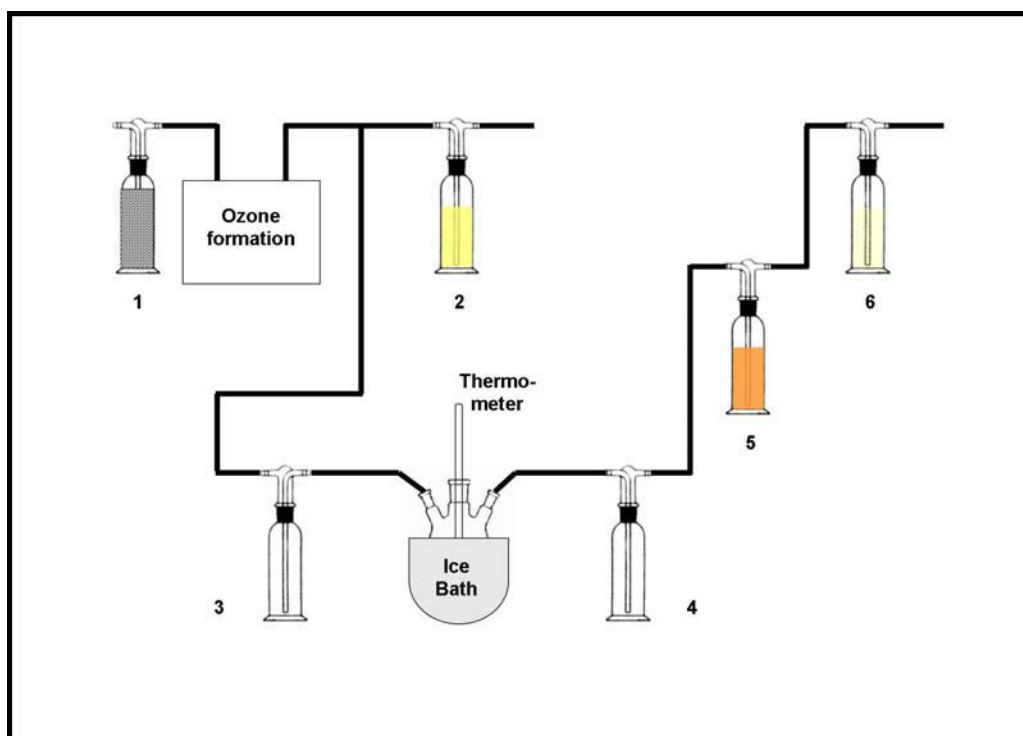 Ozone
formation
1
2
6
Thermo-
meter
5
Ice
Bath
3
4